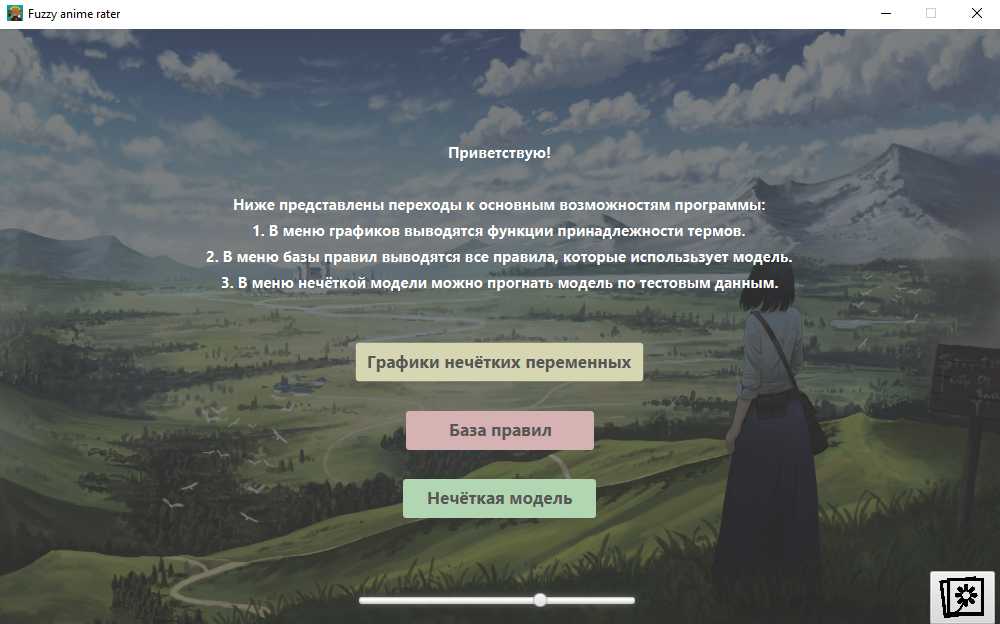 Fuzzy anime rater
Приветствую!
Ниже представлены переходы к основным возможностям программы:
1. В меню графиков выводятся функции принадлежности термов.
2. В меню базы правил выводятся все правила, которые использьзует модель.
3. В меню нечёткой модели можно прогнать модель по тестовым данным.
Графики нечётких переменных
База правил
Нечёткая модель